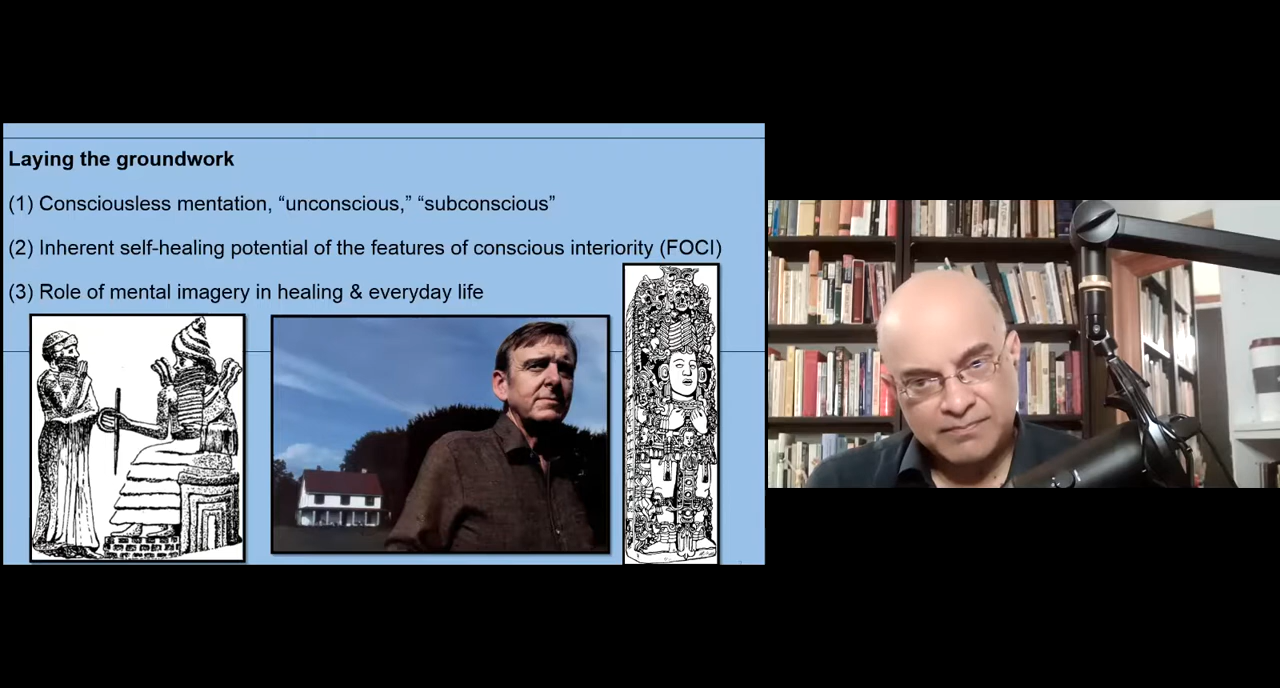 Laying the groundwork
(1) Consciousless mentation, “unconscious,” “subconscious”
(2) Inherent self-healing potential of the features of conscious interiority (FOCI)
(3) Role of mental imagery in healing & everyday life